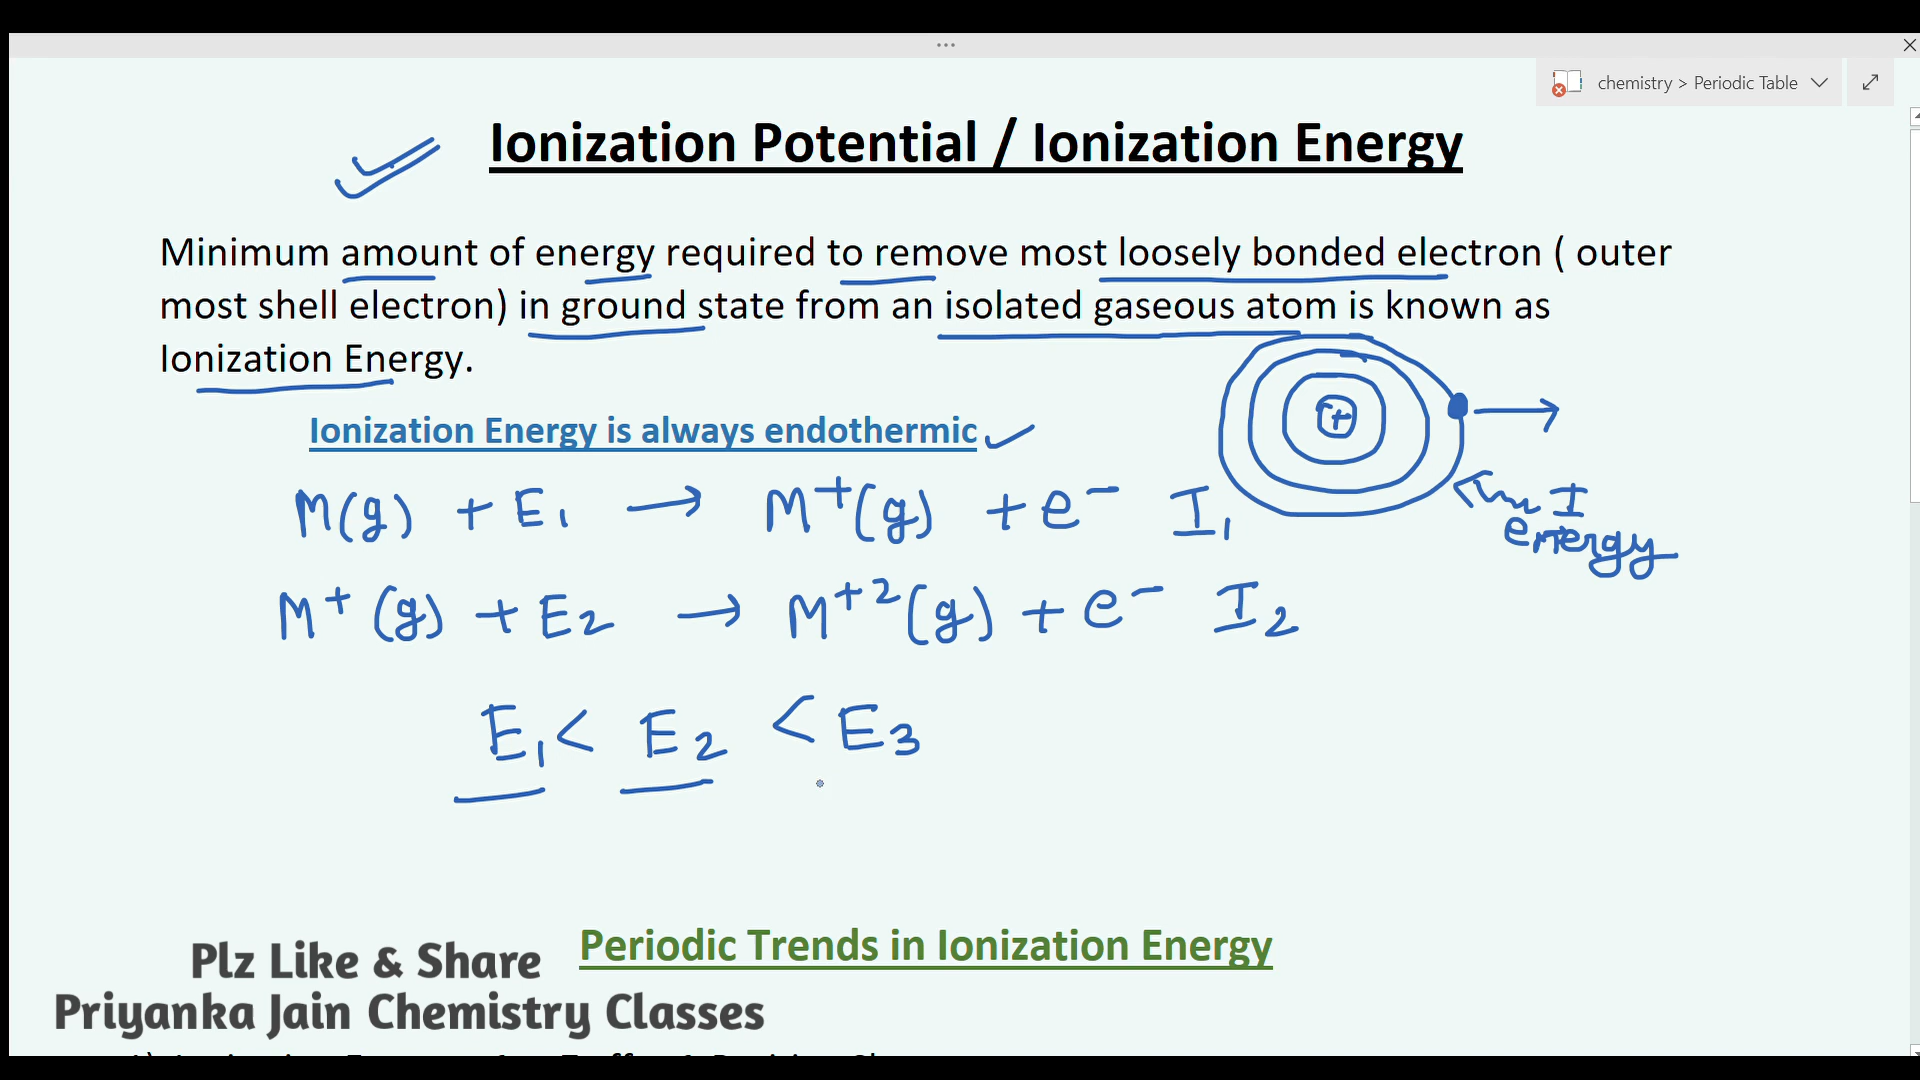 chemistry > Periodic Table
Ionization Potential / Ionization Energy
Minimum amount of energy required to remove most loosely bonded electron ( outer
most shell electron) in ground state from an isolated gaseous atom is known as
Ionization Energy.
Ionization Energy is always endothermic
M(g) + E₁ → M⁺(g) + e⁻ I₁
I
energy
M⁺(g) + E₂ → M⁺²(g) + e⁻ I₂
E₁ < E₂ < E₃
Periodic Trends in Ionization Energy
Plz Like & Share
Priyanka Jain Chemistry Classes